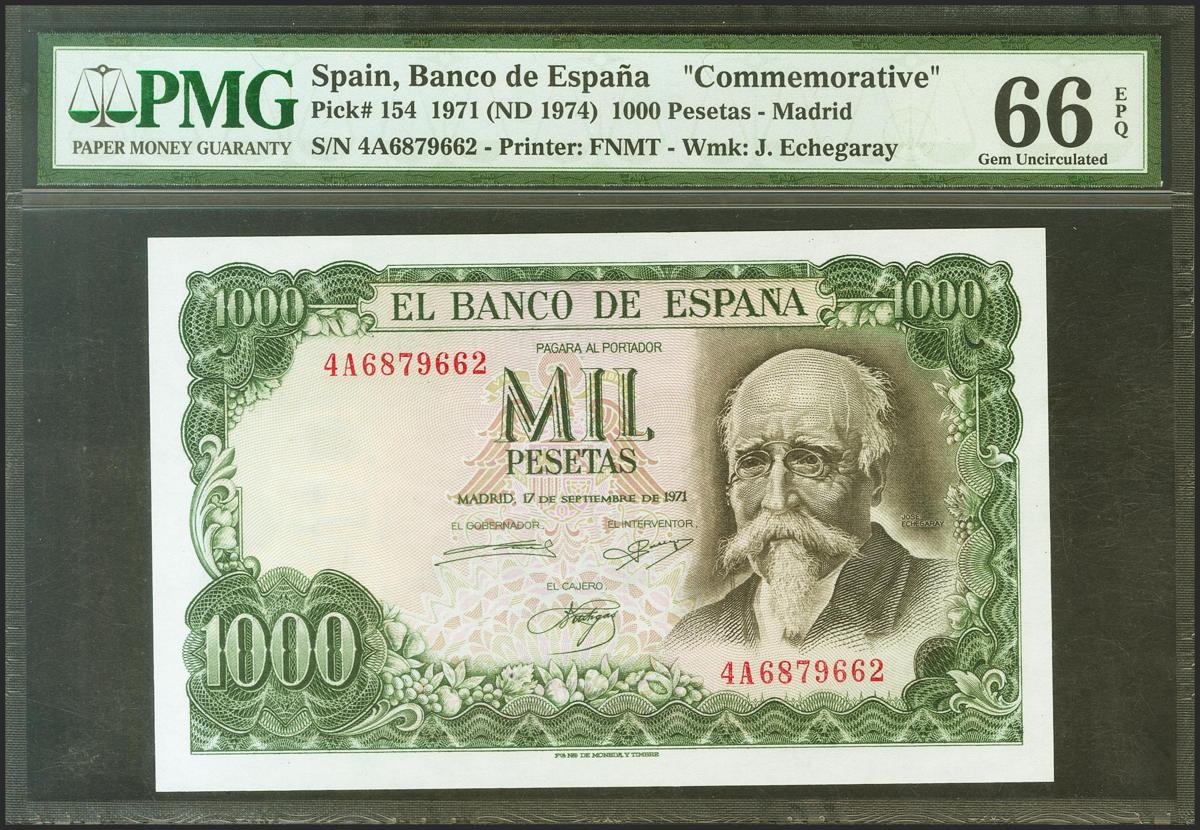 PMG
PAPER MONEY GUARANTY
Spain, Banco de España "Commemorative"
Pick# 154 1971 (ND 1974) 1000 Pesetas - Madrid
S/N 4A6879662 - Printer: FNMT - Wmk: J. Echegaray
66
EPQ
Gem Uncirculated
1000
EL BANCO DE ESPAÑA
1000
PAGARA AL PORTADOR
4A6879662
MIL
PESETAS
MADRID, 17 DE SEPTIEMBRE DE 1971
EL GOBERNADOR,
EL INTERVENTOR,
JOSE
ECHEGARAY
EL CAJERO,
1000
4A6879662